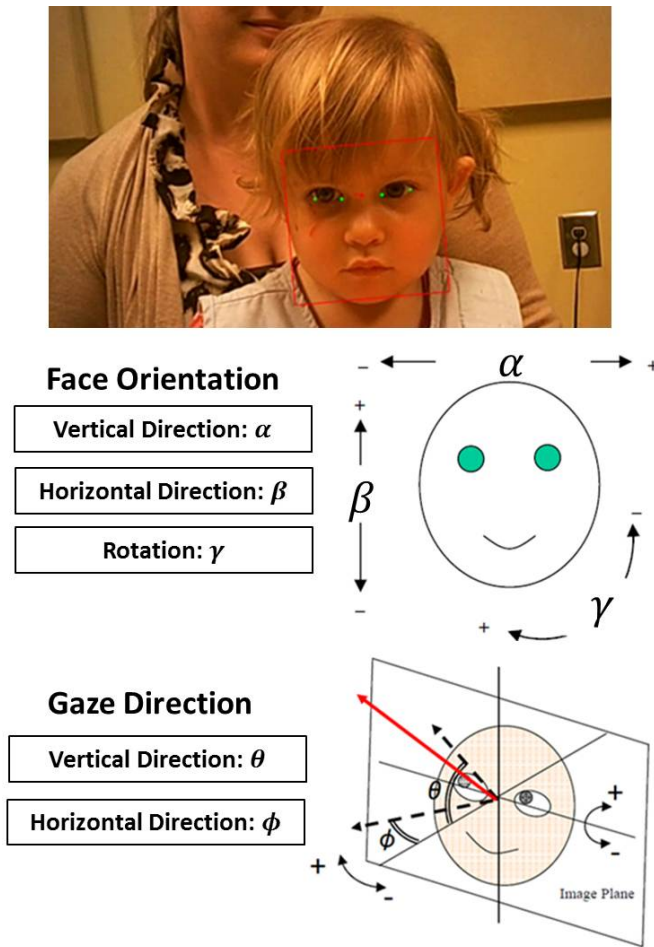 Face Orientation
Vertical Direction: α
Horizontal Direction: β
Rotation: γ
− α +
+
β
−
−
γ
+
Gaze Direction
Vertical Direction: θ
Horizontal Direction: ϕ
θ
ϕ
+
-
+
-
Image Plane